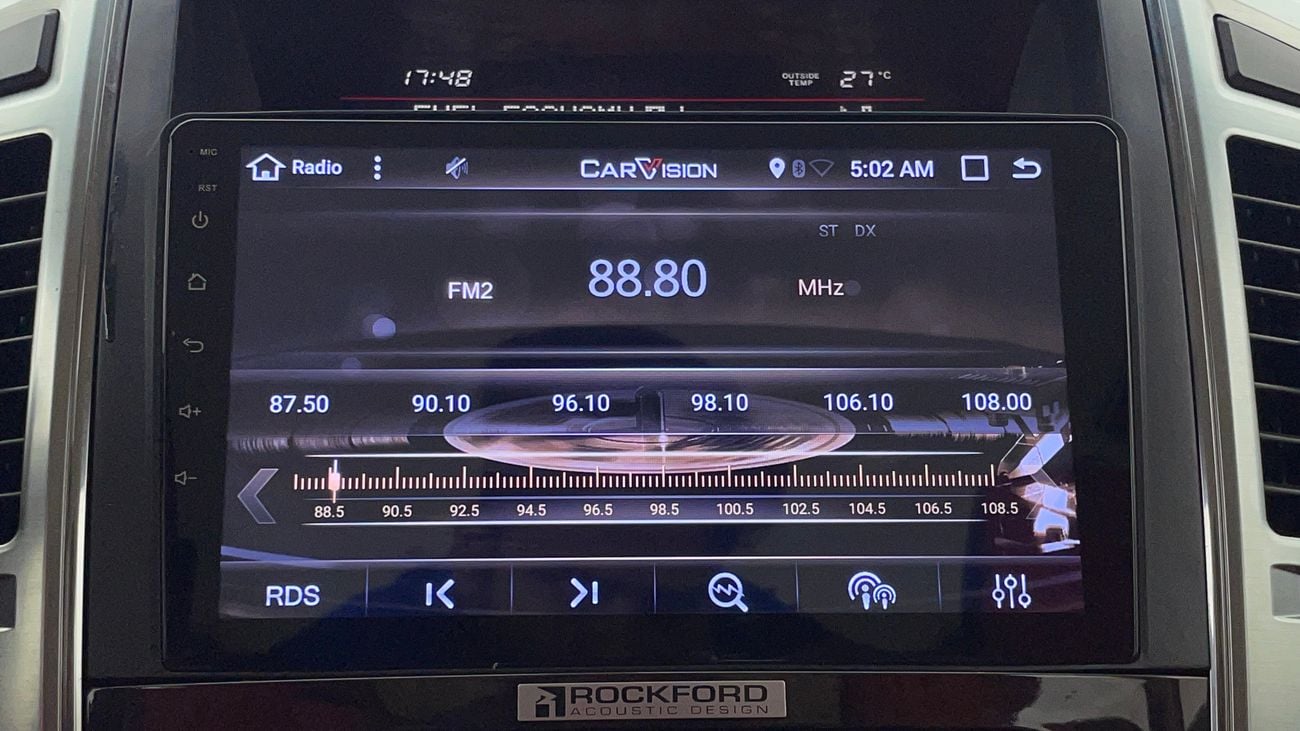 17:48 OUTSIDE TEMP 27°C
MIC
RST
Radio CARVISION 5:02 AM
ST DX
FM2 88.80 MHz
87.50 90.10 96.10 98.10 106.10 108.00
88.5 90.5 92.5 94.5 96.5 98.5 100.5 102.5 104.5 106.5 108.5
RDS
ROCKFORD
ACOUSTIC DESIGN